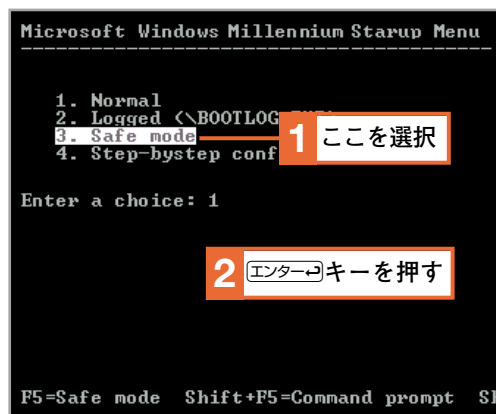 Microsoft Windows Millennium Starup Menu
1. Normal
2. Logged (\BOOTLOG
3. Safe mode
4. Step-bystep conf
1 ここを選択
Enter a choice: 1
2 エンターキーを押す
F5=Safe mode Shift+F5=Command prompt